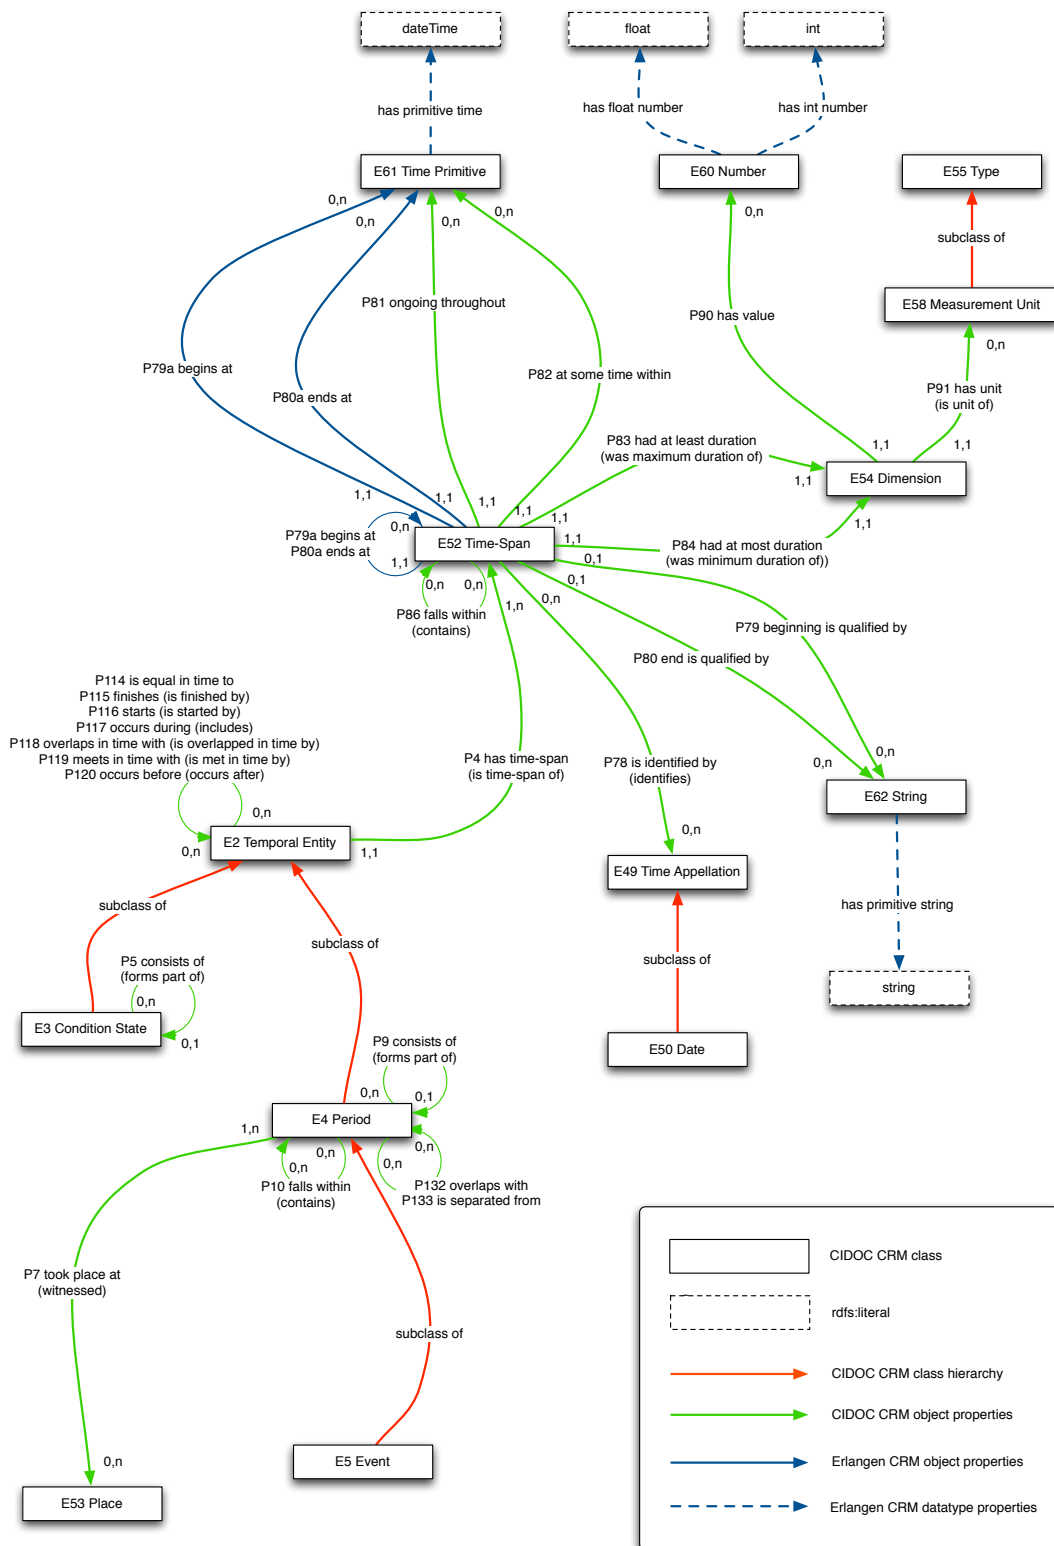 dateTime
float
int
has primitive time
has float number
has int number
E61 Time Primitive
E60 Number
E55 Type
0,n
0,n
0,n
0,n
0,n
subclass of
P81 ongoing throughout
P90 has value
E58 Measurement Unit
0,n
P79a begins at
P80a ends at
P82 at some time within
P91 has unit
(is unit of)
P83 had at least duration
(was maximum duration of)
1,1
1,1
1,1
E54 Dimension
1,1
1,1
1,1
1,1
1,1
1,1
P79a begins at
P80a ends at
0,n
1,1
E52 Time-Span
1,1
P84 had at most duration
(was minimum duration of))
0,1
0,1
0,n
0,n
0,n
1,n
P86 falls within
(contains)
P79 beginning is qualified by
P80 end is qualified by
P114 is equal in time to
P115 finishes (is finished by)
P116 starts (is started by)
P117 occurs during (includes)
P118 overlaps in time with (is overlapped in time by)
P119 meets in time with (is met in time by)
P120 occurs before (occurs after)
P4 has time-span
(is time-span of)
P78 is identified by
(identifies)
0,n
0,n
E62 String
0,n
E2 Temporal Entity
0,n
1,1
0,n
E49 Time Appellation
subclass of
has primitive string
subclass of
P5 consists of
(forms part of)
subclass of
string
0,n
E3 Condition State
0,1
E50 Date
P9 consists of
(forms part of)
0,n
0,1
E4 Period
1,n
0,n
0,n
0,n
0,n
P10 falls within
(contains)
P132 overlaps with
P133 is separated from
P7 took place at
(witnessed)
subclass of
0,n
E5 Event
E53 Place
CIDOC CRM class
rdfs:literal
CIDOC CRM class hierarchy
CIDOC CRM object properties
Erlangen CRM object properties
Erlangen CRM datatype properties